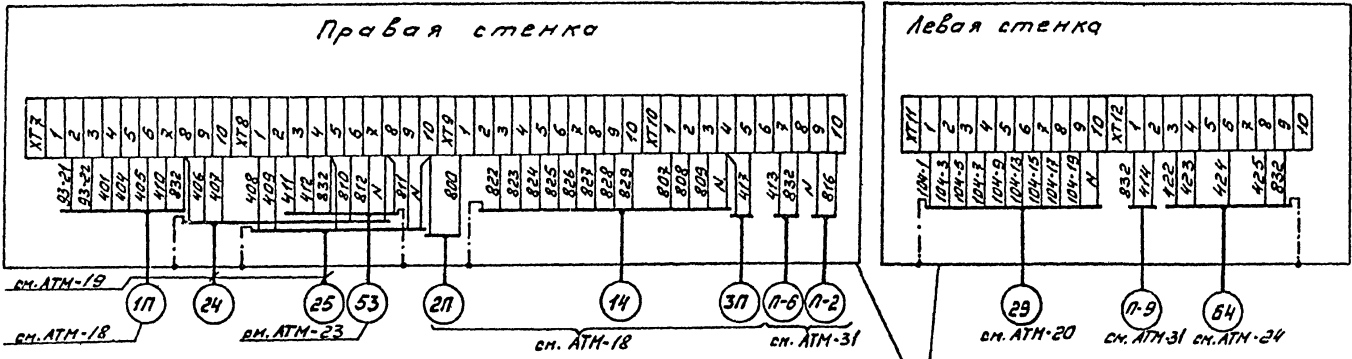 Правая стенка
Левая стенка
XT7 1 2 3 4 5 6 7 8 9 10 XT8 1 2 3 4 5 6 7 8 9 10 XT9 1 2 3 4 5 6 7 8 9 10 XT10 1 2 3 4 5 6 7 8 9 10
XT11 1 2 3 4 5 6 7 8 9 10 XT12 1 2 3 4 5 6 7 8 9 10
93-21 93-22 401 404 405 410 832 406 407 408 409 411 412 832 810 812 N 811 N 800 822 823 824 825 826 827 828 829 807 808 809 N 417 413 832 N 816
104-1 104-3 104-5 104-7 104-9 104-13 104-15 104-17 104-19 N 832 414 422 423 424 425 832
см. АТМ-19
1П 24 25 53 2П 14 3П Л-6 Л-2
29 Л-9 64
см. АТМ-18 см. АТМ-23 см. АТМ-18 см. АТМ-31
см. АТМ-20 см. АТМ-31 см. АТМ-24